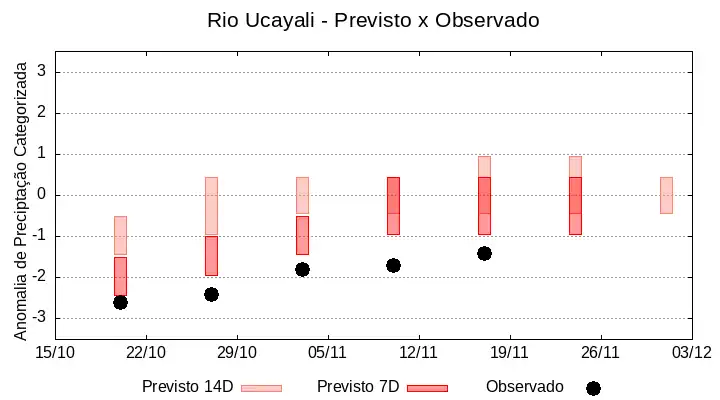 Rio Ucayali - Previsto x Observado
Anomalia de Preciptação Categorizada
3
2
1
0
-1
-2
-3
15/10 22/10 29/10 05/11 12/11 19/11 26/11 03/12
Previsto 14D Previsto 7D Observado